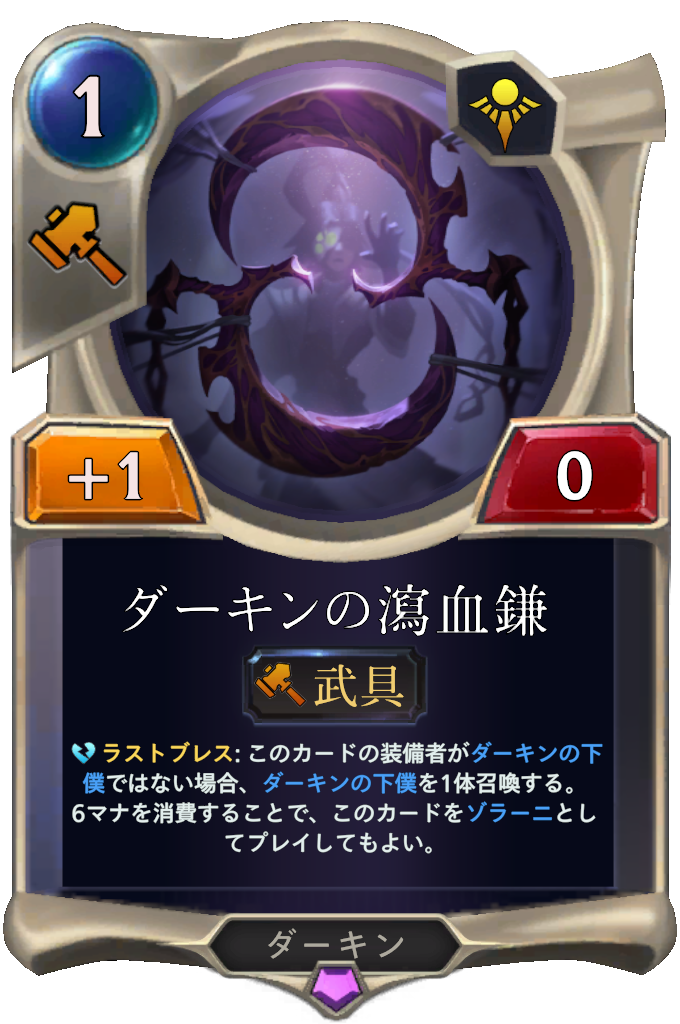 1
+1
0
ダーキンの瀉血鎌
武具
ラストブレス: このカードの装備者がダーキンの下
僕ではない場合、ダーキンの下僕を1体召喚する。
6マナを消費することで、このカードをゾラーニとし
てプレイしてもよい。
ダーキン